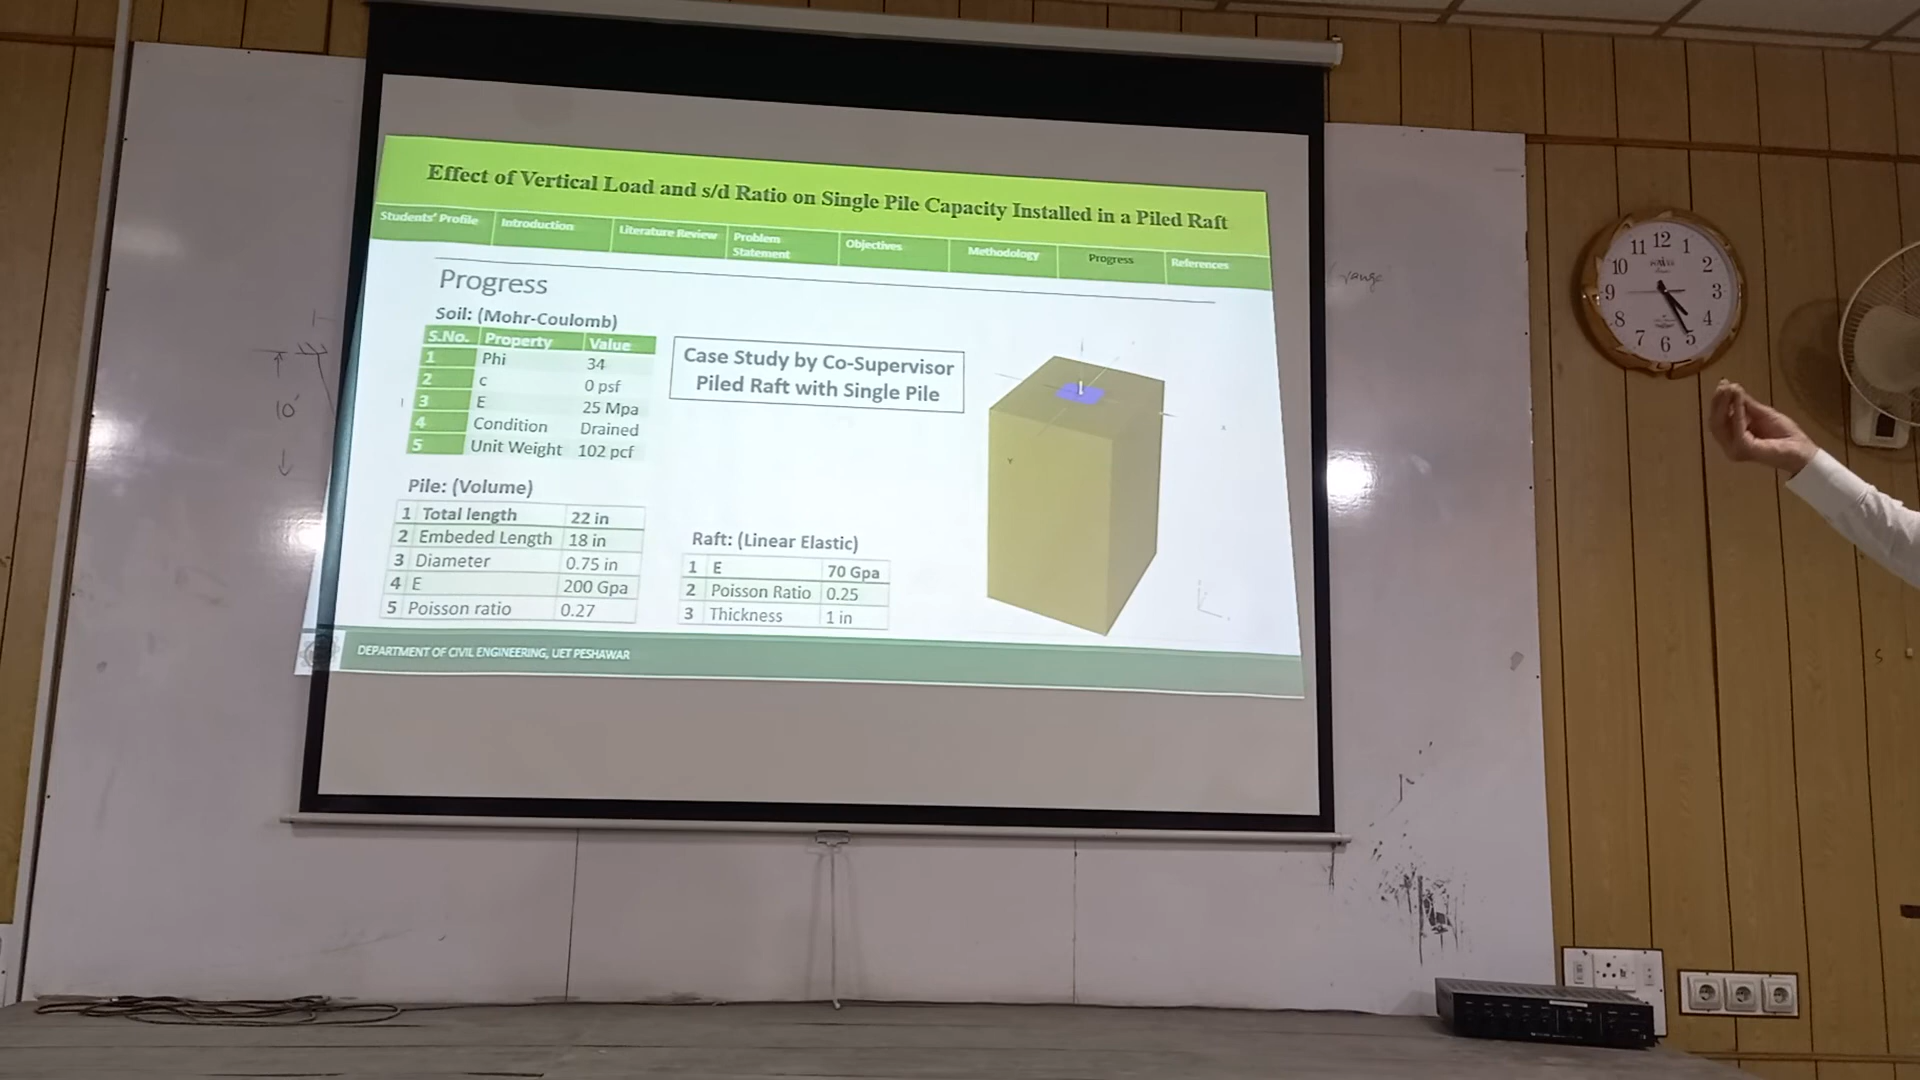 Effect of Vertical Load and s/d Ratio on Single Pile Capacity Installed in a Piled Raft
Students' Profile
Introduction
Literature Review
Problem
Statement
Objectives
Methodology
Progress
References
Progress
Soil: (Mohr-Coulomb)
S.No. Property Value
1 Phi 34
2 c 0 psf
3 E 25 Mpa
4 Condition Drained
5 Unit Weight 102 pcf
Case Study by Co-Supervisor
Piled Raft with Single Pile
Pile: (Volume)
1 Total length 22 in
2 Embeded Length 18 in
3 Diameter 0.75 in
4 E 200 Gpa
5 Poisson ratio 0.27
Raft: (Linear Elastic)
1 E 70 Gpa
2 Poisson Ratio 0.25
3 Thickness 1 in
DEPARTMENT OF CIVIL ENGINEERING, UET PESHAWAR
10'
range
12
1
2
3
4
5
6
7
8
9
10
11